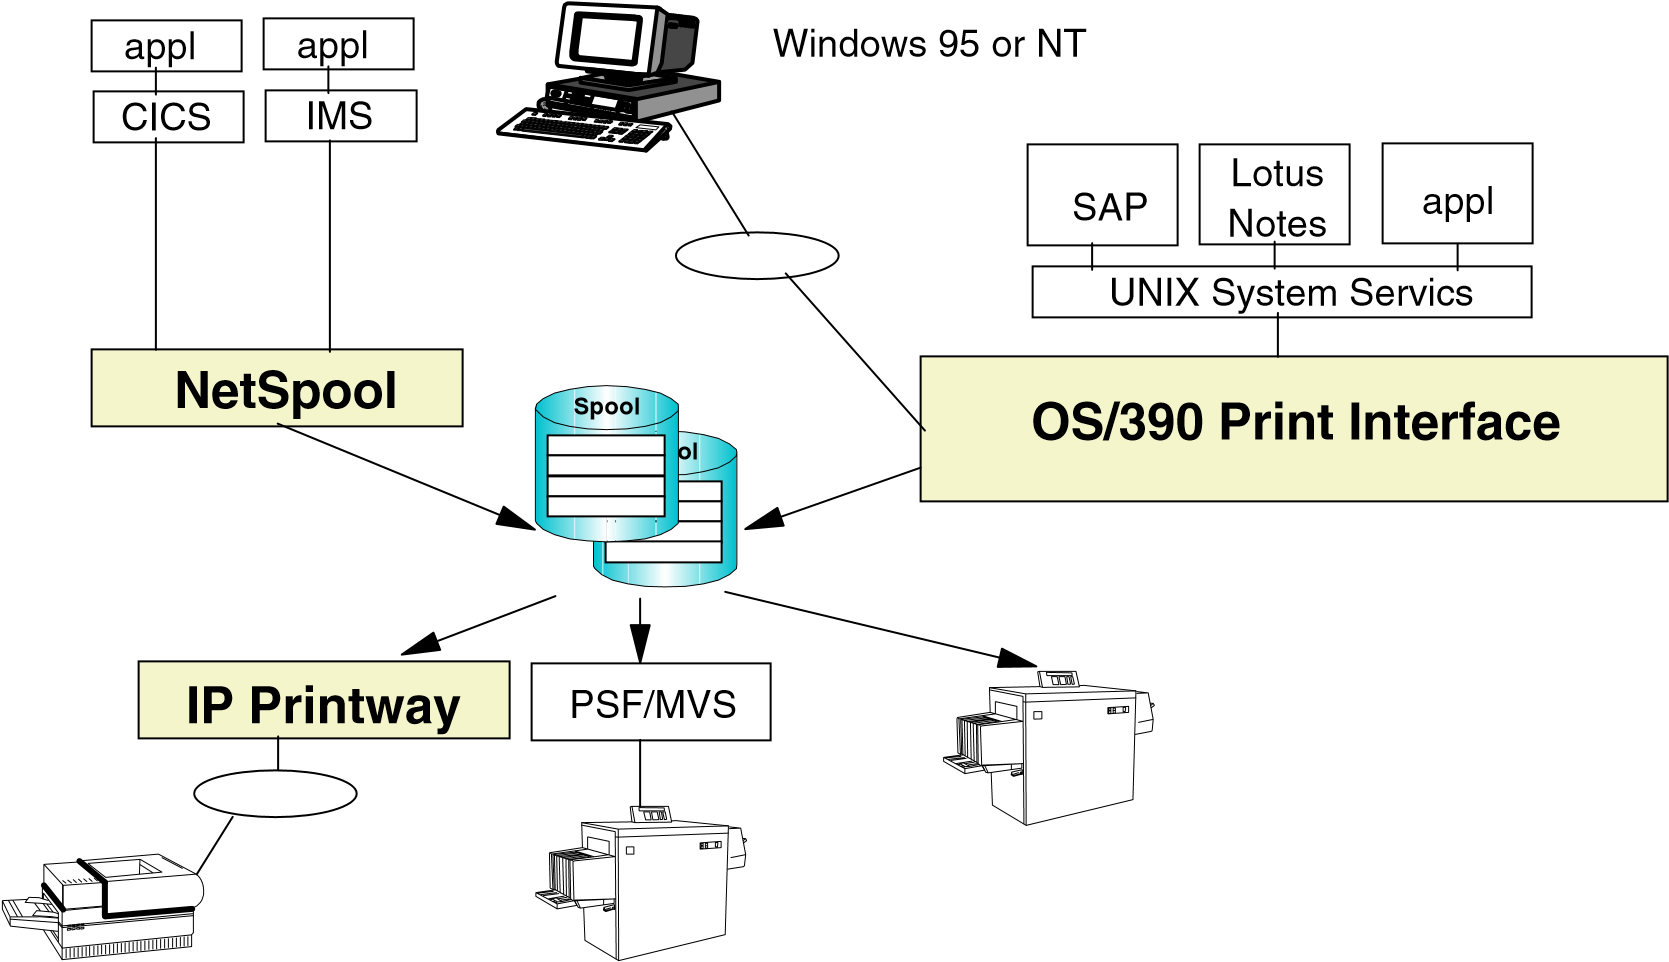 appl
appl
CICS
IMS
Windows 95 or NT
SAP
Lotus
Notes
appl
UNIX System Servics
NetSpool
OS/390 Print Interface
Spool
ol
IP Printway
PSF/MVS